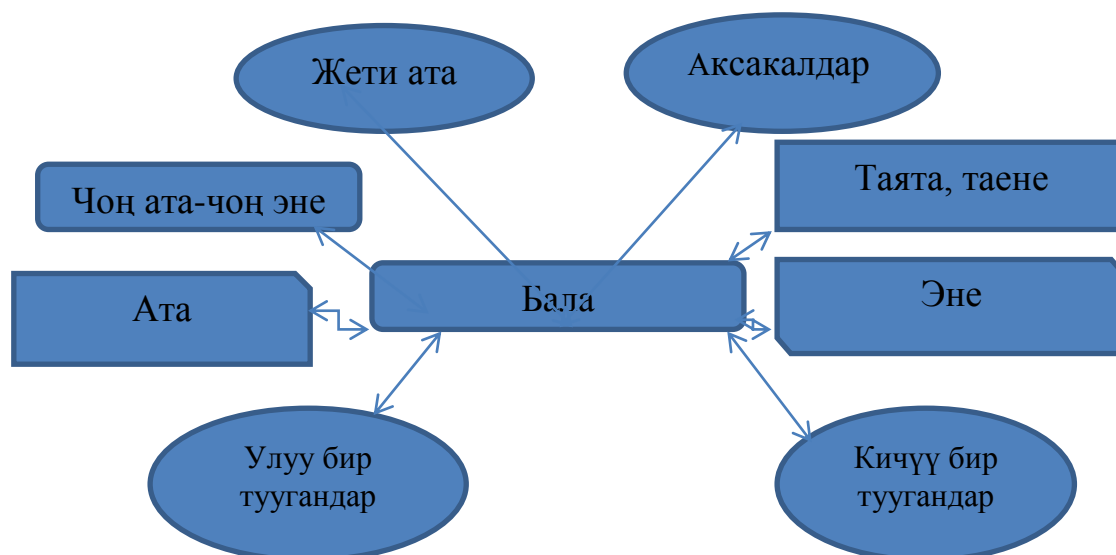 Жети ата
Аксакалдар
Чоң ата-чоң эне
Таята, таене
Ата
Бала
Эне
Улуу бир
туугандар
Кичүү бир
туугандар